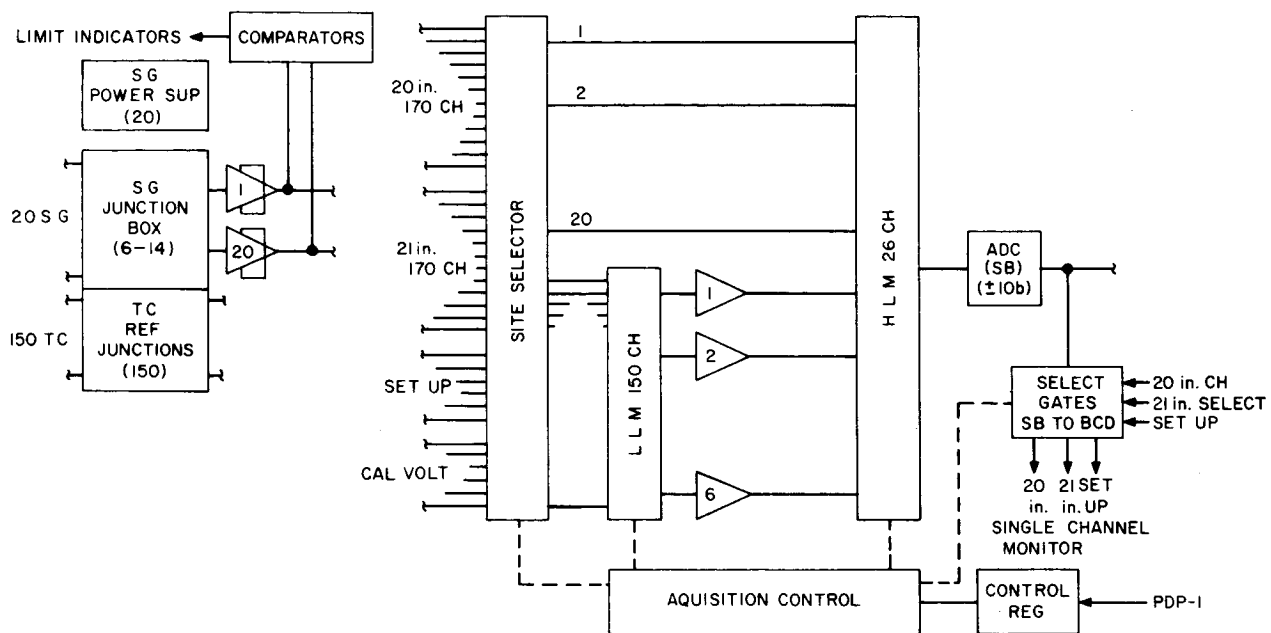 LIMIT INDICATORS
COMPARATORS
SG
POWER SUP
(20)
20 SG
SG
JUNCTION
BOX
(6-14)
1
20
150 TC
TC
REF
JUNCTIONS
(150)
20 in.
170 CH
21 in.
170 CH
SET UP
CAL VOLT
SITE SELECTOR
1
2
20
LLM 150 CH
1
2
6
HLM 26 CH
ADC
(SB)
(±10b)
SELECT
GATES
SB TO BCD
20 in. CH
21 in. SELECT
SET UP
20 21 SET
in. in. UP
SINGLE CHANNEL
MONITOR
AQUISITION CONTROL
CONTROL
REG
PDP-1